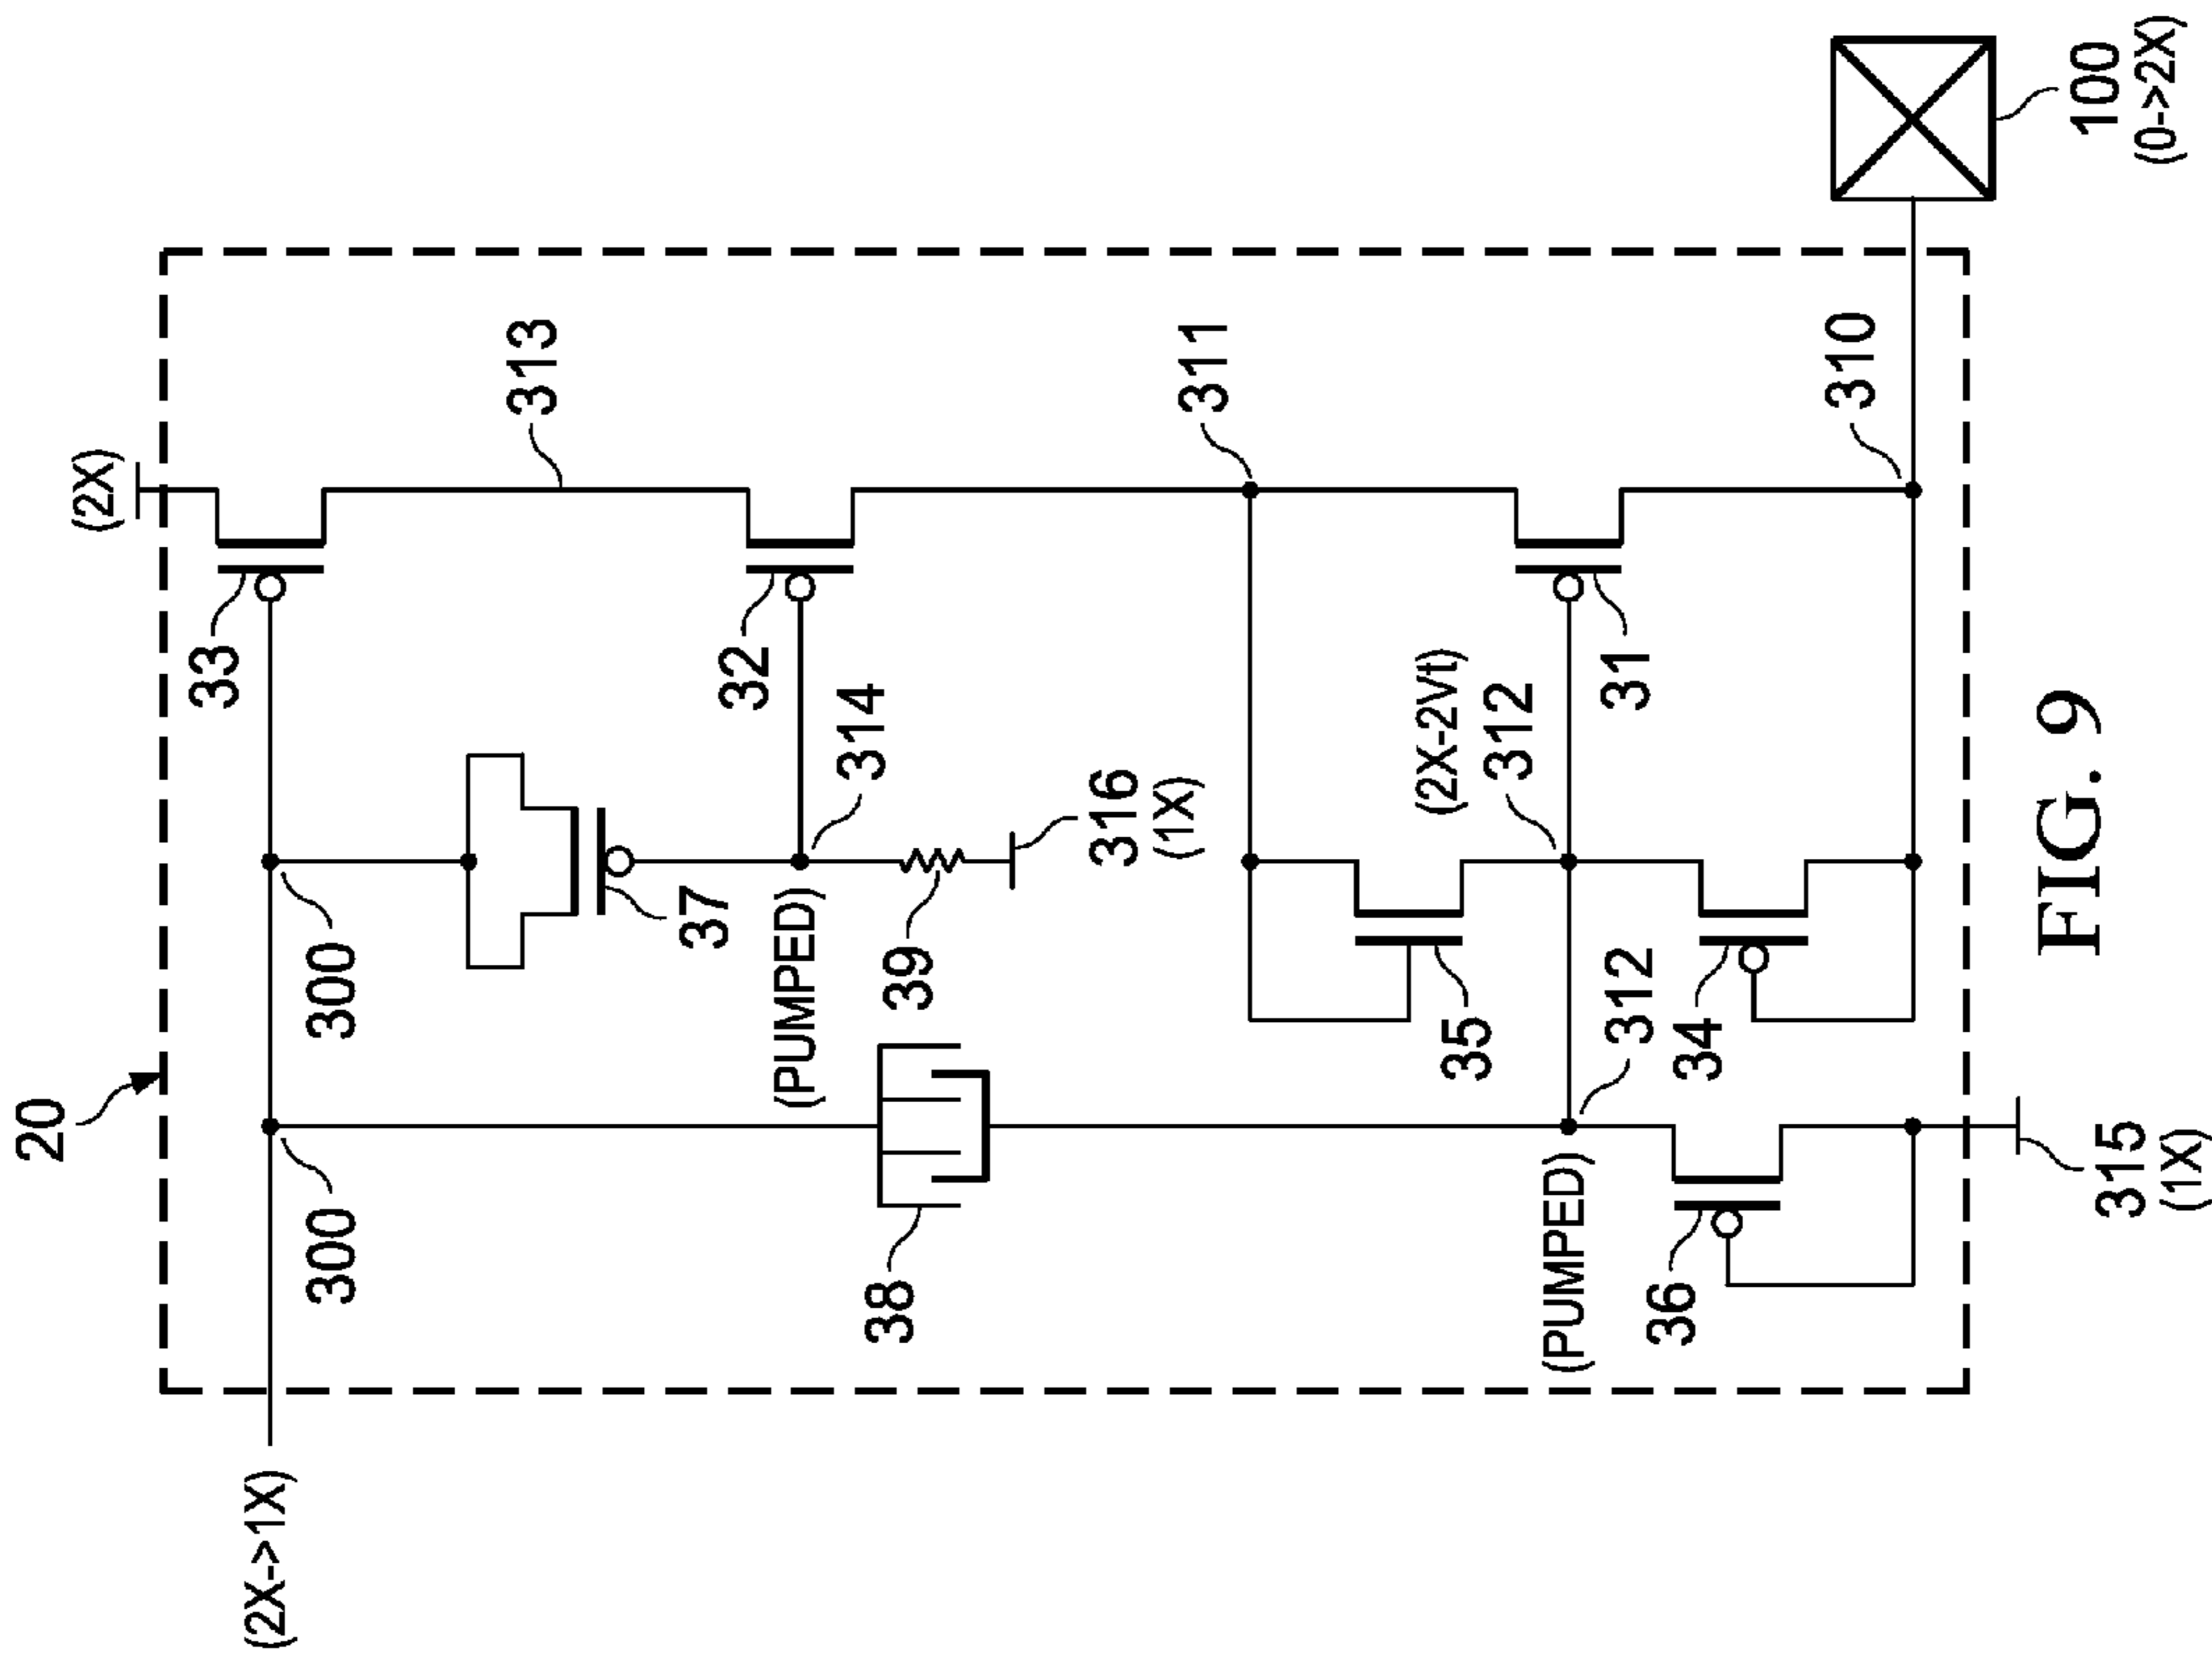 20
(2X)
33
313
300
300
(2X->1X)
37
32
314
(PUMPED)
39
316
(1X)
38
311
(2X-2Vt)
312
31
35
312
34
(PUMPED)
36
310
315
(1X)
100
(0->2X)
FIG. 9